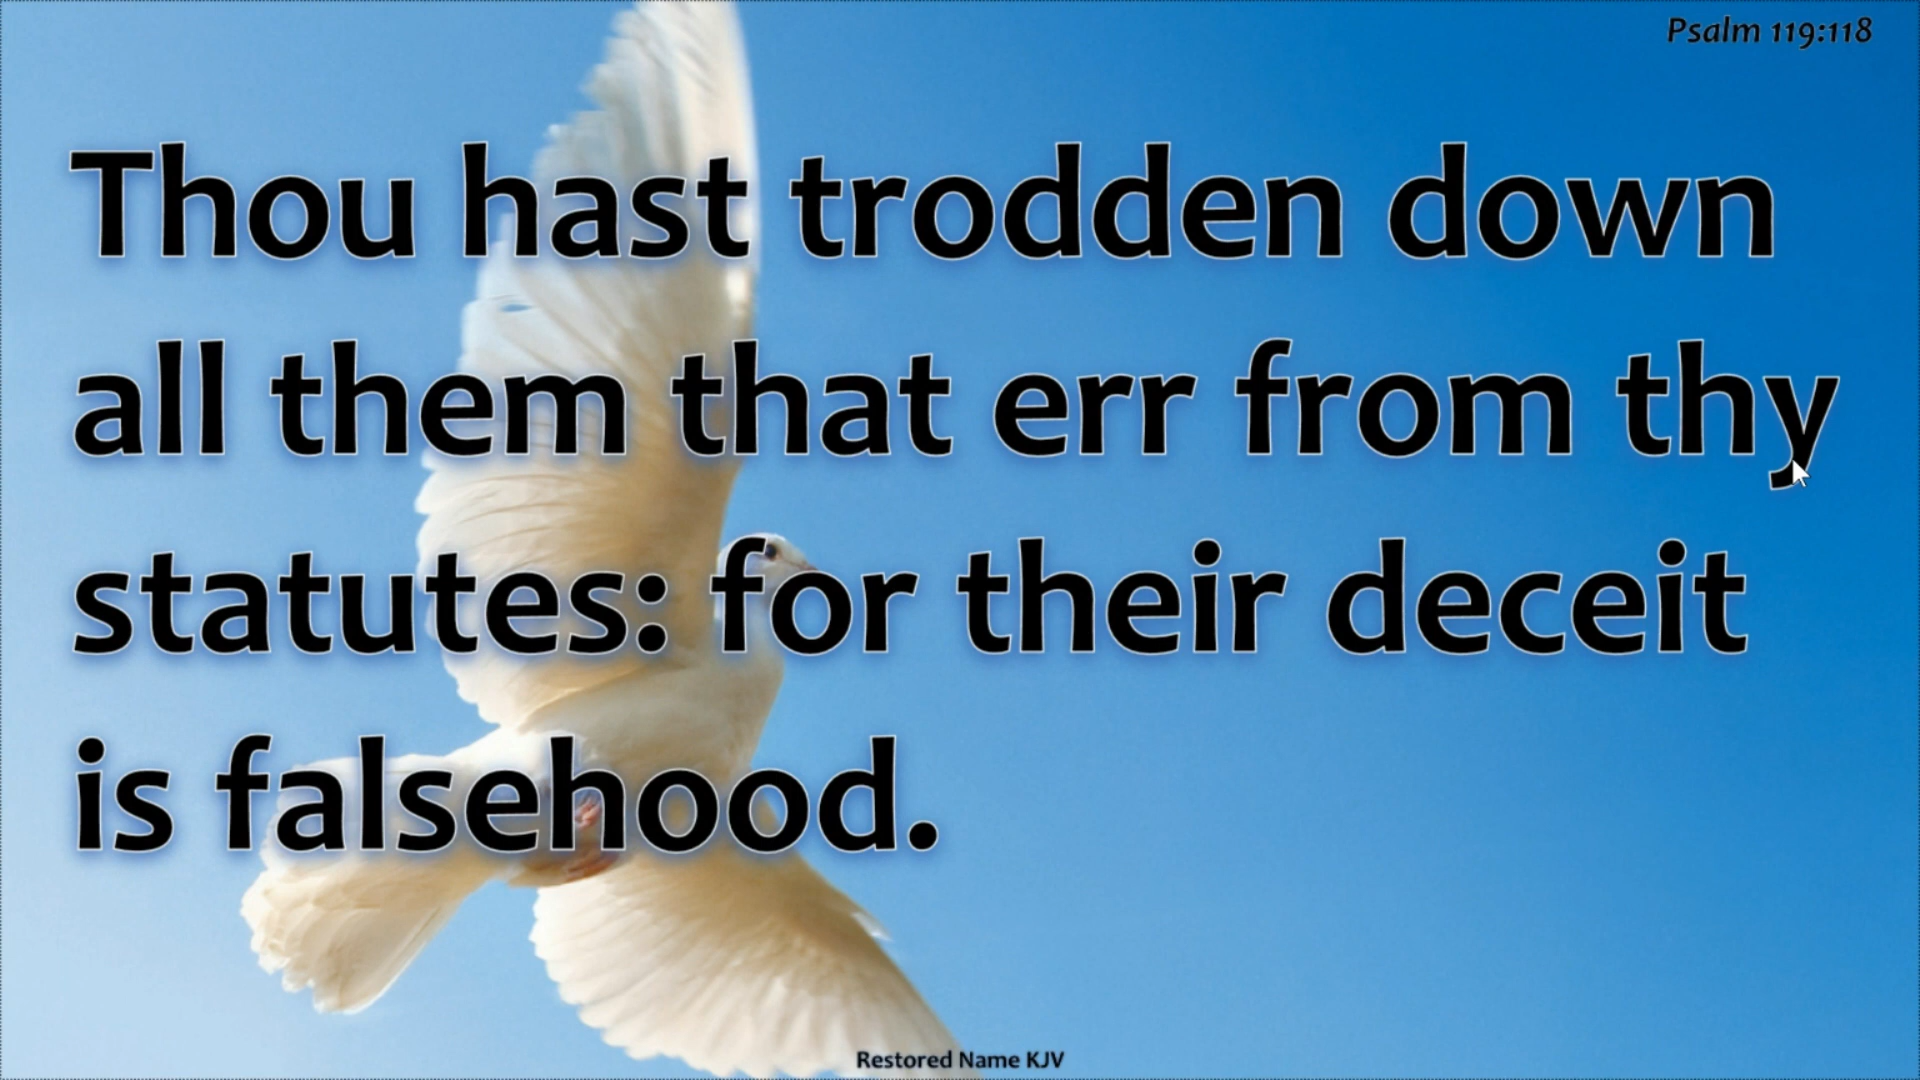 Psalm 119:118
Thou hast trodden down
all them that err from thy
statutes: for their deceit
is falsehood.
Restored Name KJV